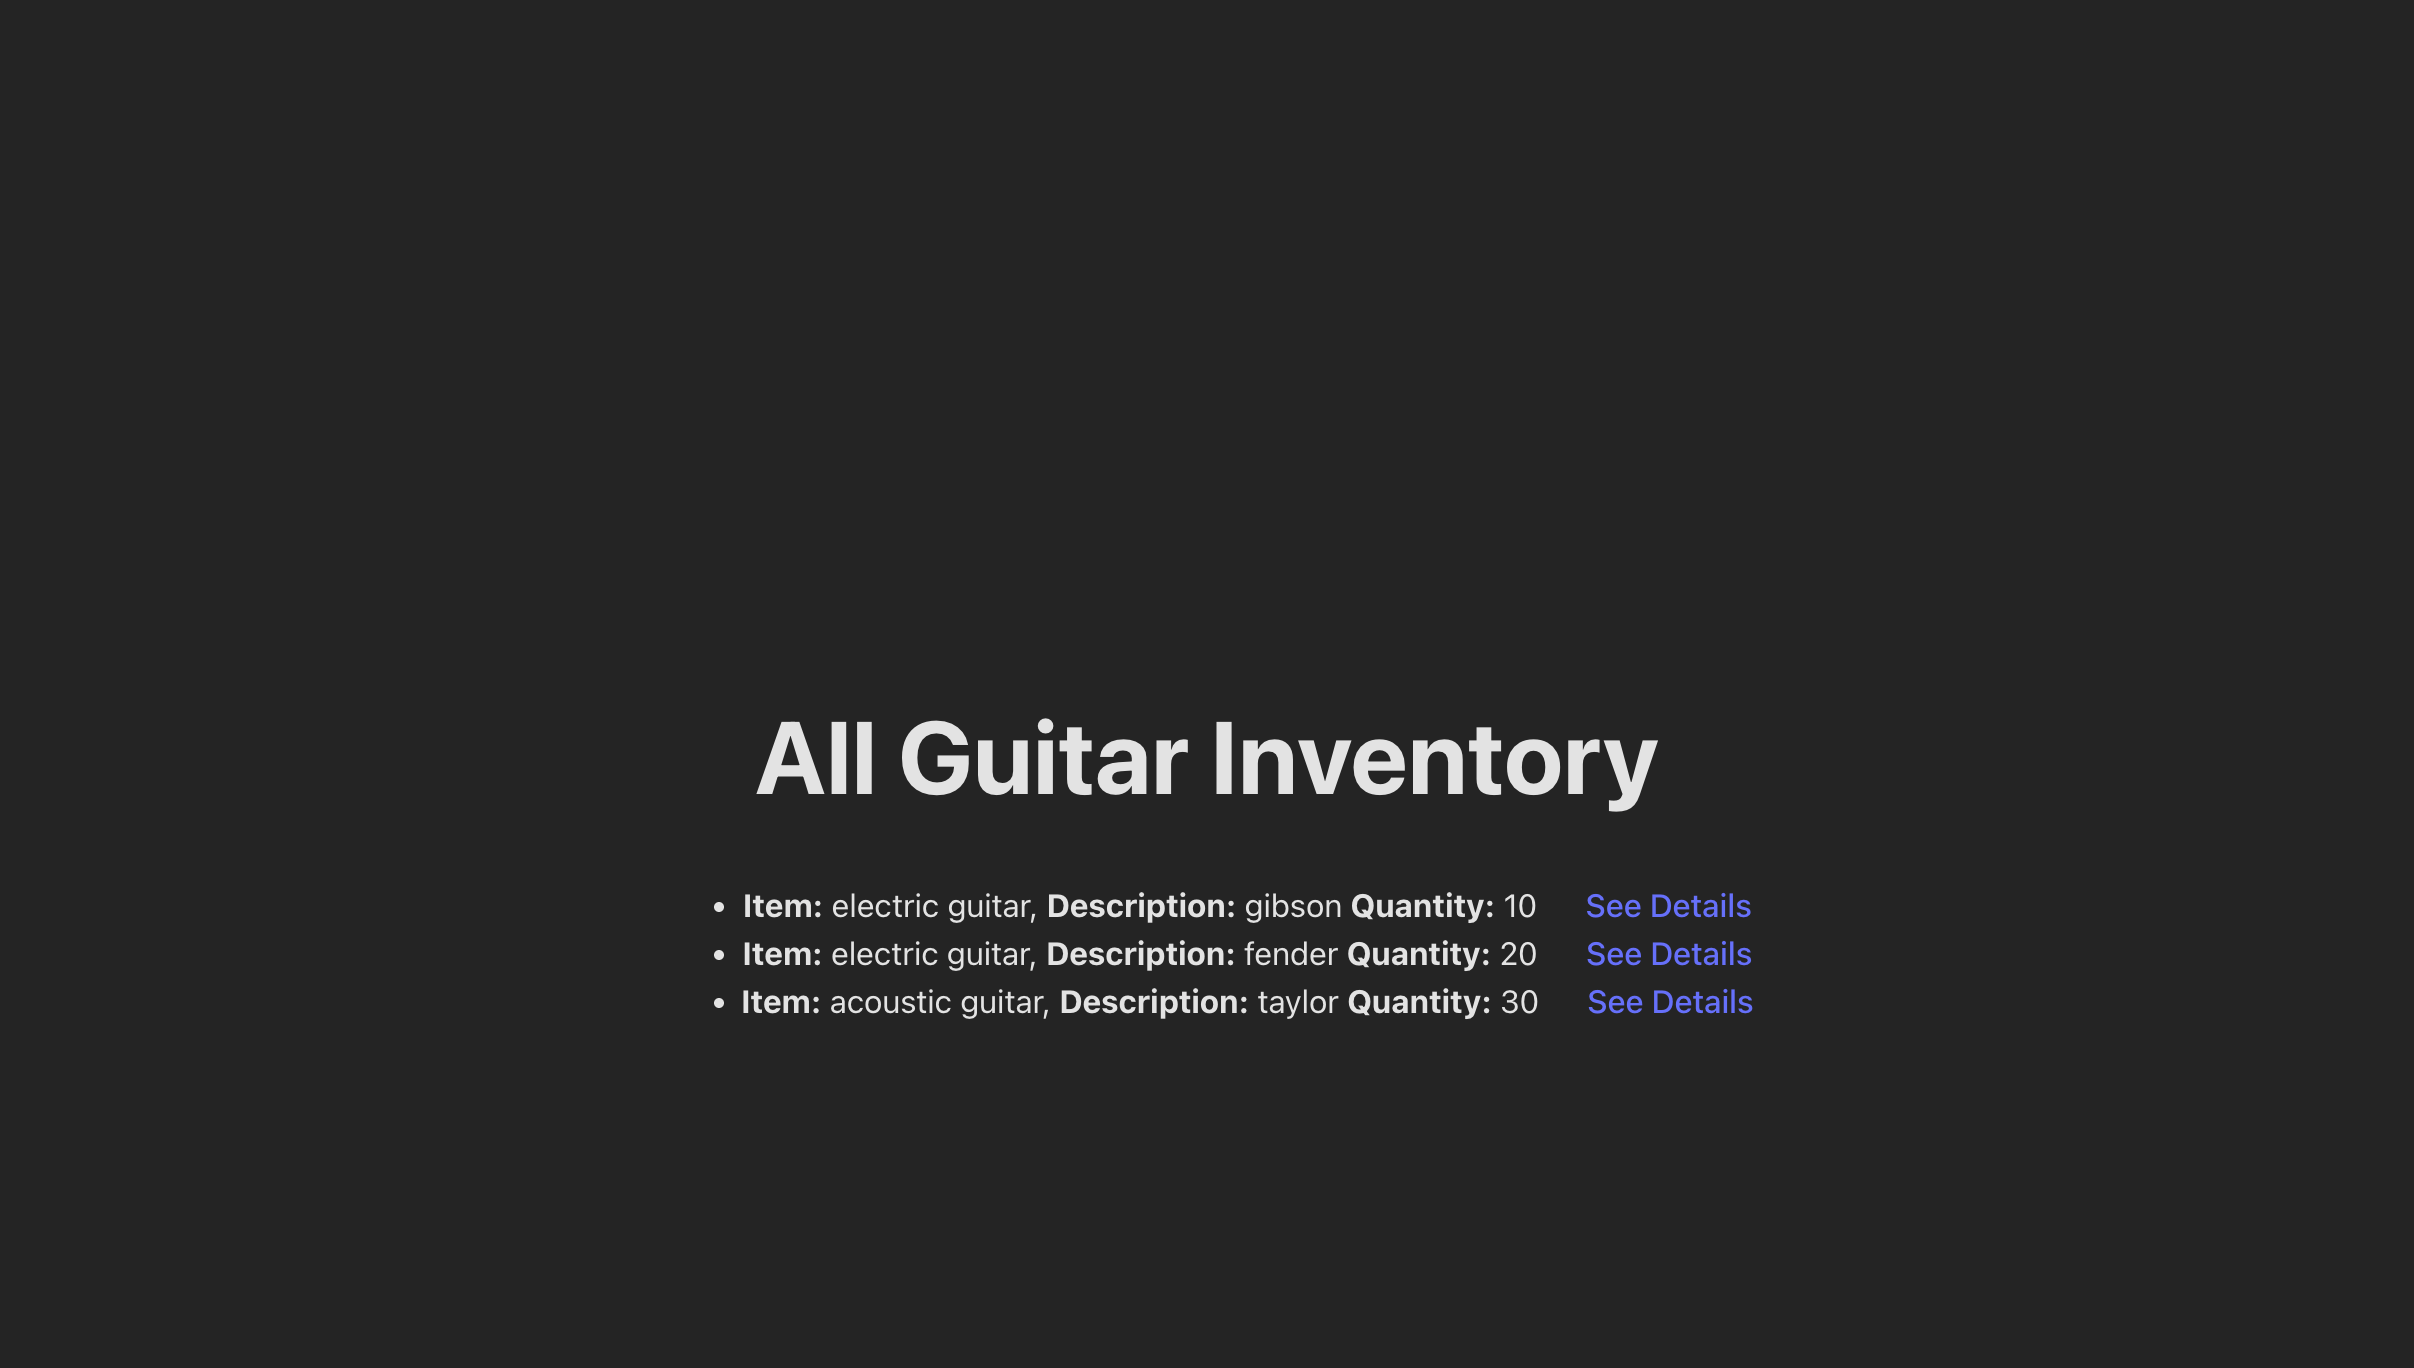 All Guitar Inventory
• Item: electric guitar, Description: gibson Quantity: 10 See Details
• Item: electric guitar, Description: fender Quantity: 20 See Details
• Item: acoustic guitar, Description: taylor Quantity: 30 See Details